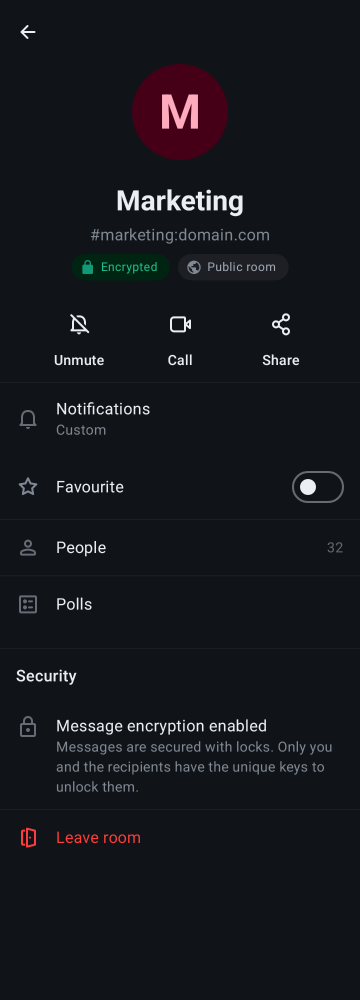 M
Marketing
#marketing:domain.com
Encrypted
Public room
Unmute
Call
Share
Notifications
Custom
Favourite
People
32
Polls
Security
Message encryption enabled
Messages are secured with locks. Only you
and the recipients have the unique keys to
unlock them.
Leave room